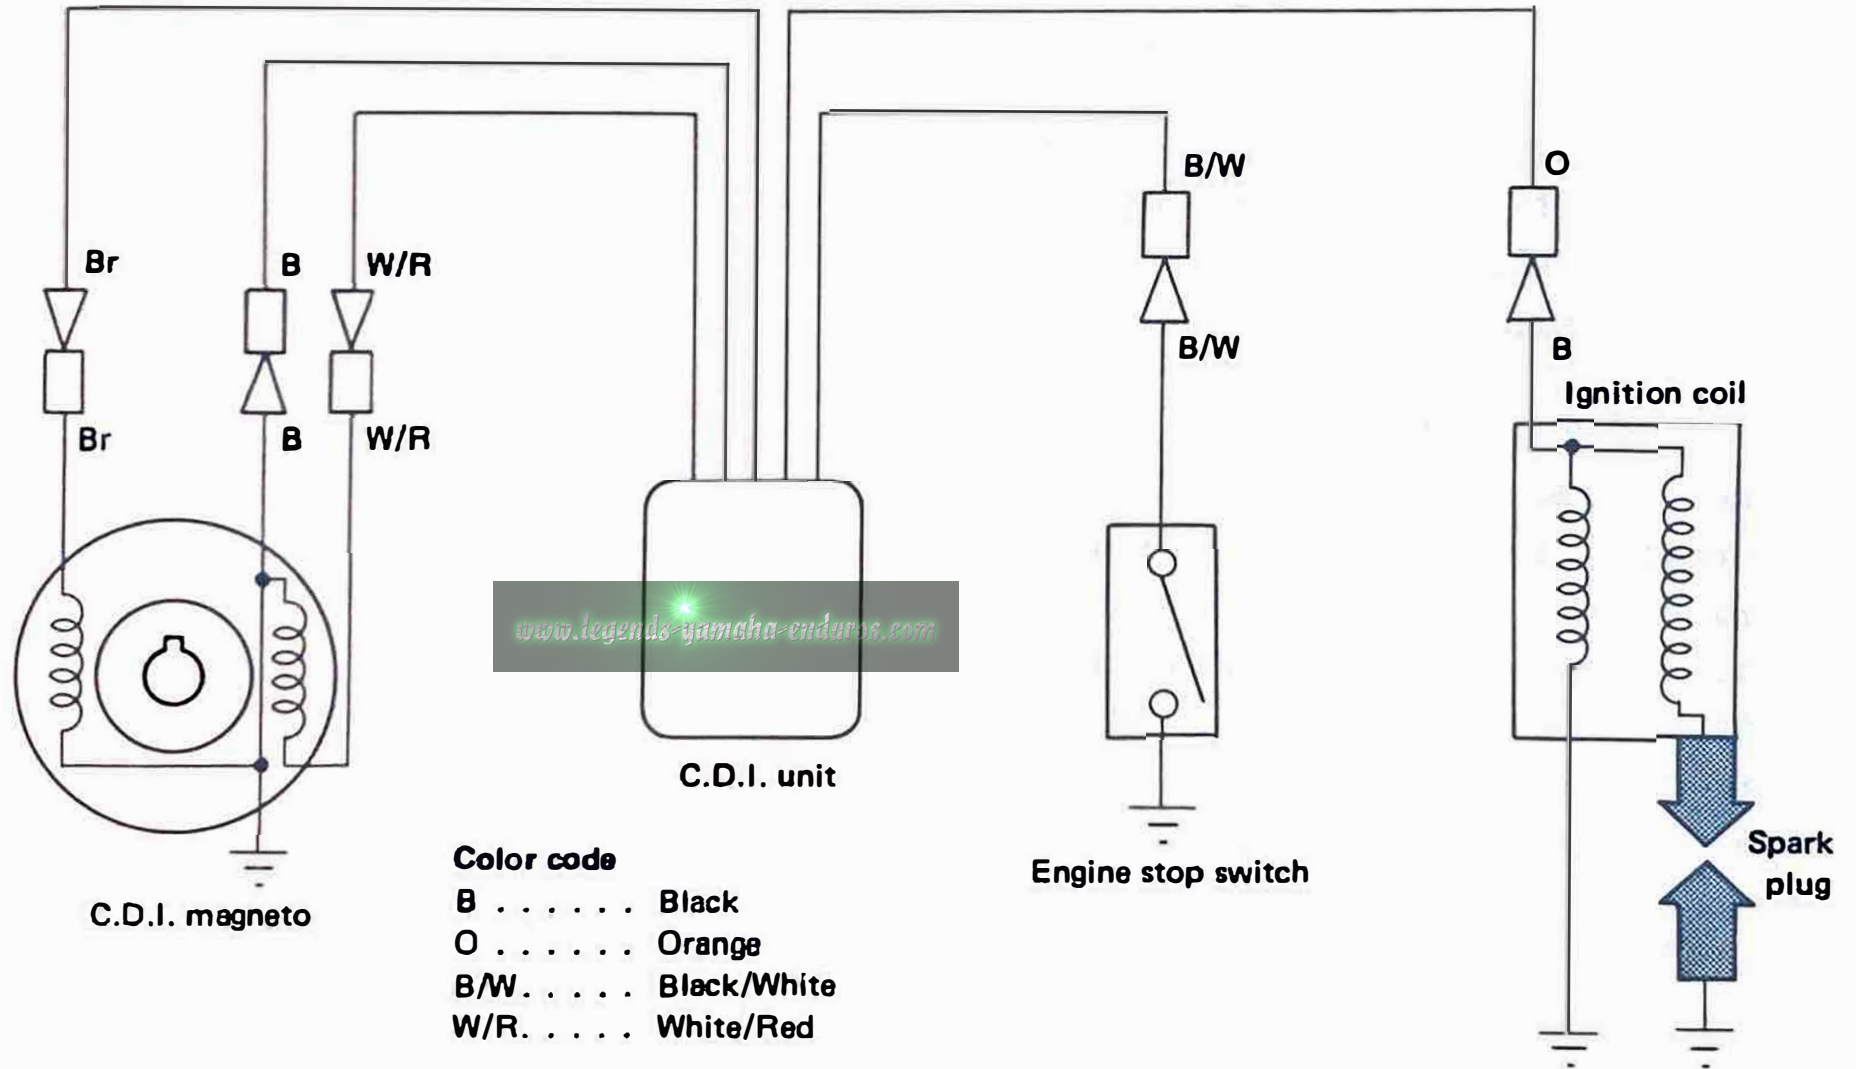 B/W
O
Br
B
W/R
B/W
B
Ignition coil
Br
B
W/R
www.legends-yamaha-enduros.com
C.D.I. unit
Spark
plug
Engine stop switch
C.D.I. magneto
Color code
B . . . . . . Black
O . . . . . . Orange
B/W. . . . . Black/White
W/R. . . . . White/Red